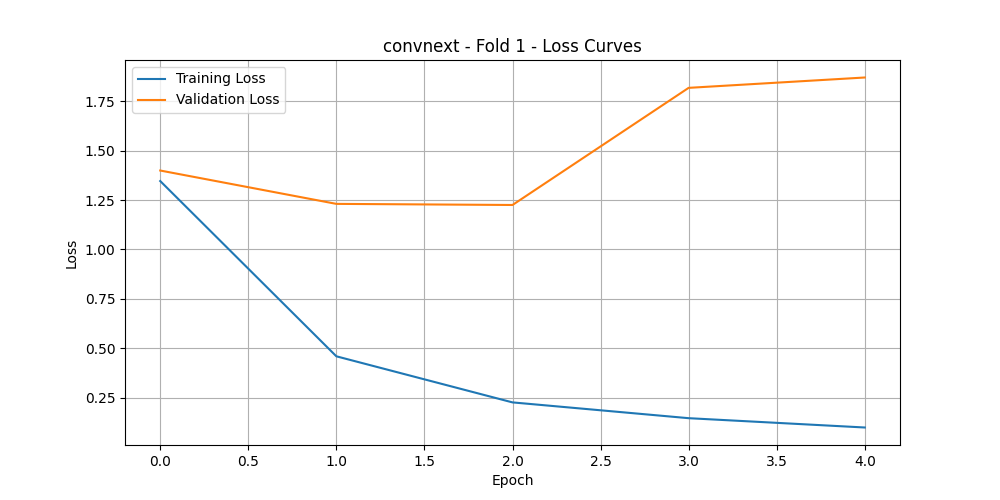 convnext - Fold 1 - Loss Curves
Training Loss
Validation Loss
Loss
1.75
1.50
1.25
1.00
0.75
0.50
0.25
0.0 0.5 1.0 1.5 2.0 2.5 3.0 3.5 4.0
Epoch